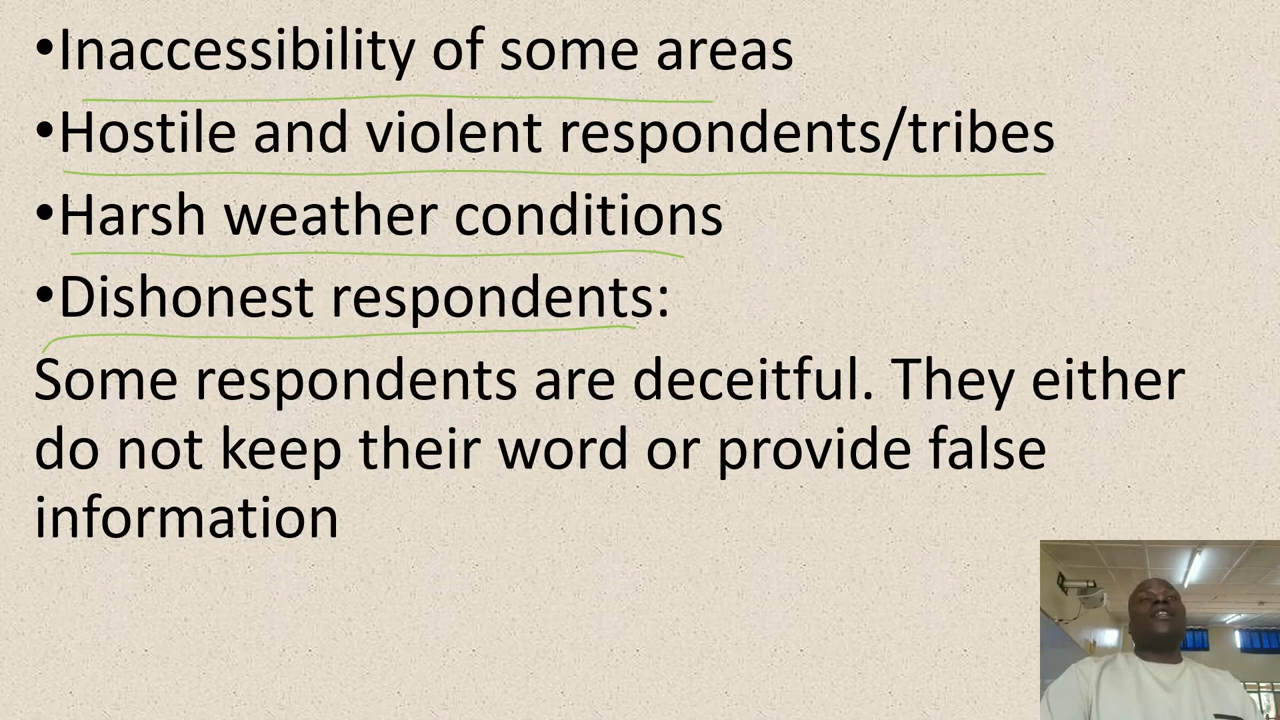 •Inaccessibility of some areas
•Hostile and violent respondents/tribes
•Harsh weather conditions
•Dishonest respondents:
Some respondents are deceitful. They either
do not keep their word or provide false
information